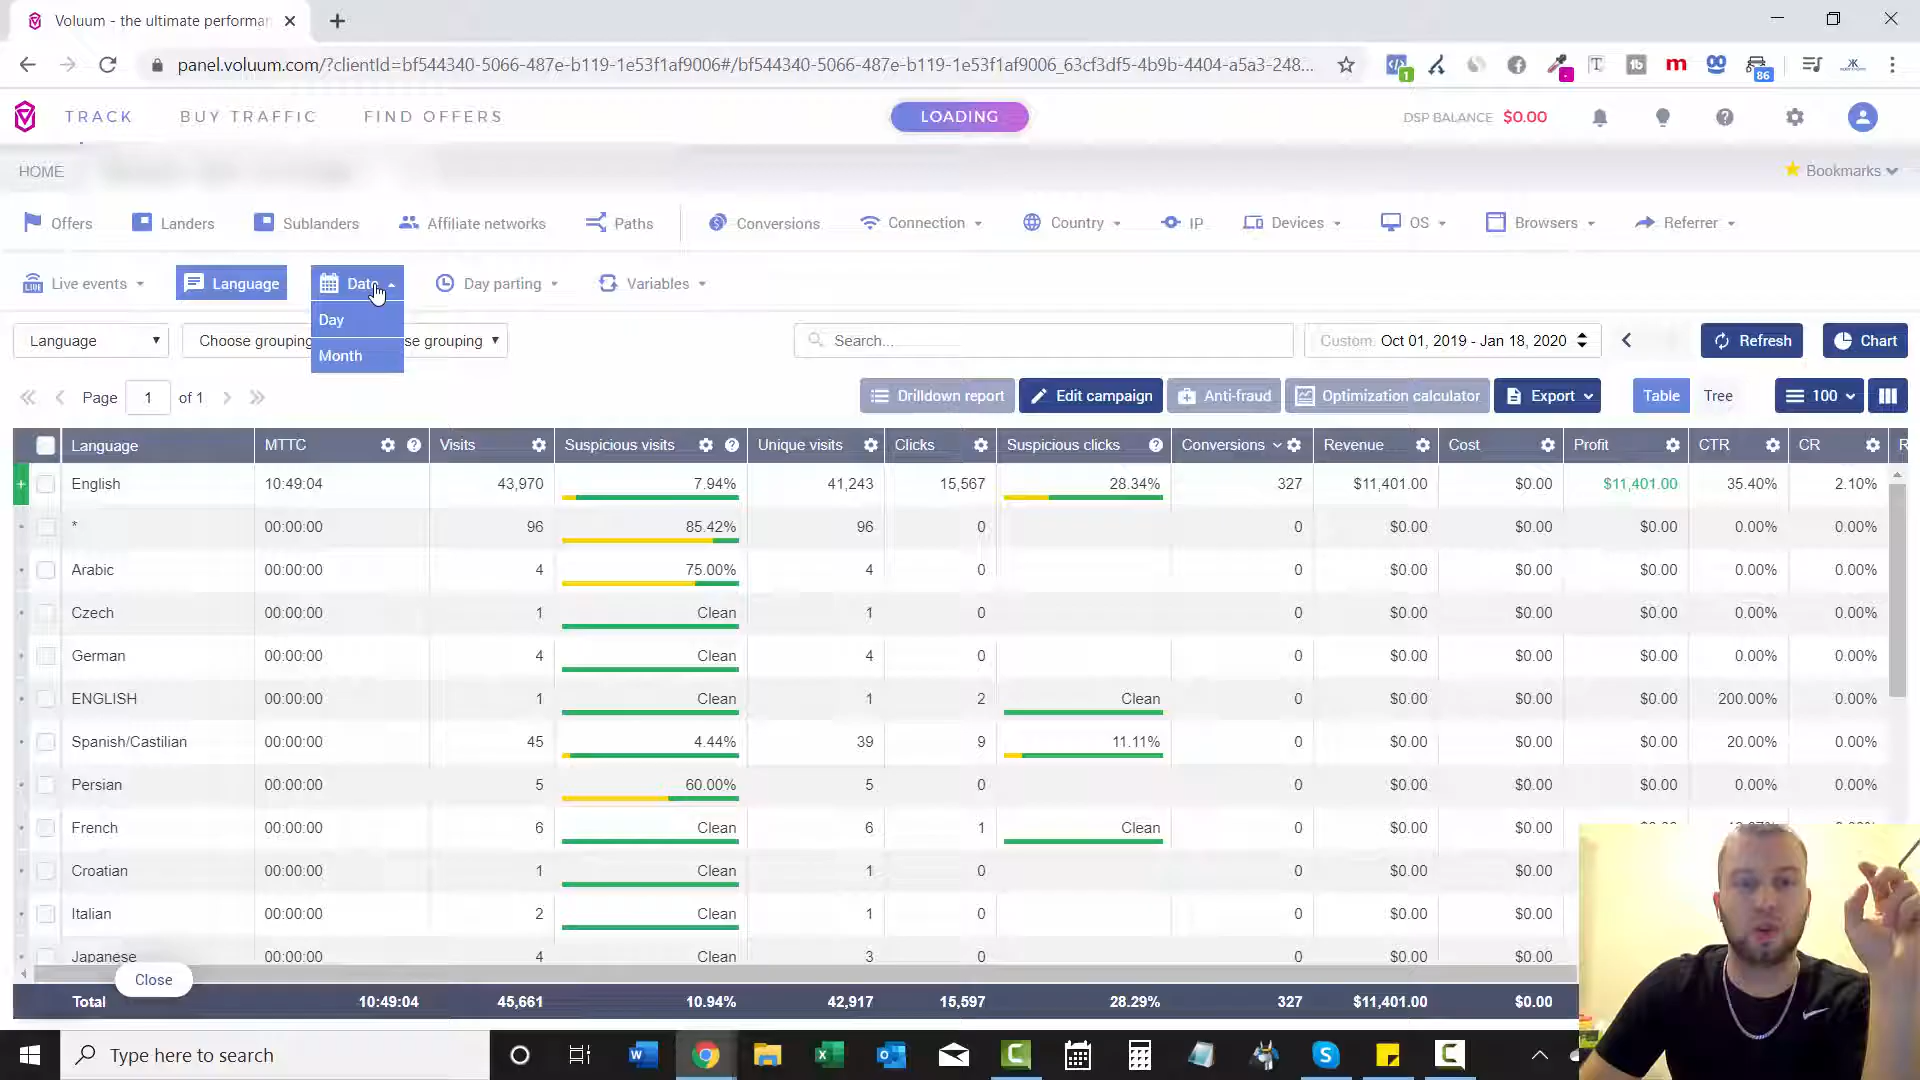 Voluum - the ultimate performar
panel.voluum.com/?clientId=bf544340-5066-487e-b119-1e53f1af9006#/bf544340-5066-487e-b119-1e53f1af9006_63cf3df5-4b9b-4404-a5a3-248...
1
86
TRACK BUY TRAFFIC FIND OFFERS LOADING DSP BALANCE $0.00
HOME Bookmarks
Offers Landers Sublanders Affiliate networks Paths Conversions Connection Country IP Devices OS Browsers Referrer
LIVE Live events Language Date Day parting Variables
Day
Month
Language Choose grouping se grouping Search... Custom: Oct 01, 2019 - Jan 18, 2020 Refresh Chart
Page 1 of 1 Drilldown report Edit campaign Anti-fraud Optimization calculator Export Table Tree 100
Language MTTC Visits Suspicious visits Unique visits Clicks Suspicious clicks Conversions Revenue Cost Profit CTR CR R
English 10:49:04 43,970 7.94% 41,243 15,567 28.34% 327 $11,401.00 $0.00 $11,401.00 35.40% 2.10%
* 00:00:00 96 85.42% 96 0 0 $0.00 $0.00 $0.00 0.00% 0.00%
Arabic 00:00:00 4 75.00% 4 0 0 $0.00 $0.00 $0.00 0.00% 0.00%
Czech 00:00:00 1 Clean 1 0 0 $0.00 $0.00 $0.00 0.00% 0.00%
German 00:00:00 4 Clean 4 0 0 $0.00 $0.00 $0.00 0.00% 0.00%
ENGLISH 00:00:00 1 Clean 1 2 Clean 0 $0.00 $0.00 $0.00 200.00% 0.00%
Spanish/Castilian 00:00:00 45 4.44% 39 9 11.11% 0 $0.00 $0.00 $0.00 20.00% 0.00%
Persian 00:00:00 5 60.00% 5 0 0 $0.00 $0.00 $0.00 0.00% 0.00%
French 00:00:00 6 Clean 6 1 Clean 0 $0.00 $0.00
Croatian 00:00:00 1 Clean 1 0 0 $0.00 $0.00
Italian 00:00:00 2 Clean 1 0 0 $0.00 $0.00
Japanese 00:00:00 4 Clean 3 0 0 $0.00 $0.00
Close
Total 10:49:04 45,661 10.94% 42,917 15,597 28.29% 327 $11,401.00 $0.00
Type here to search